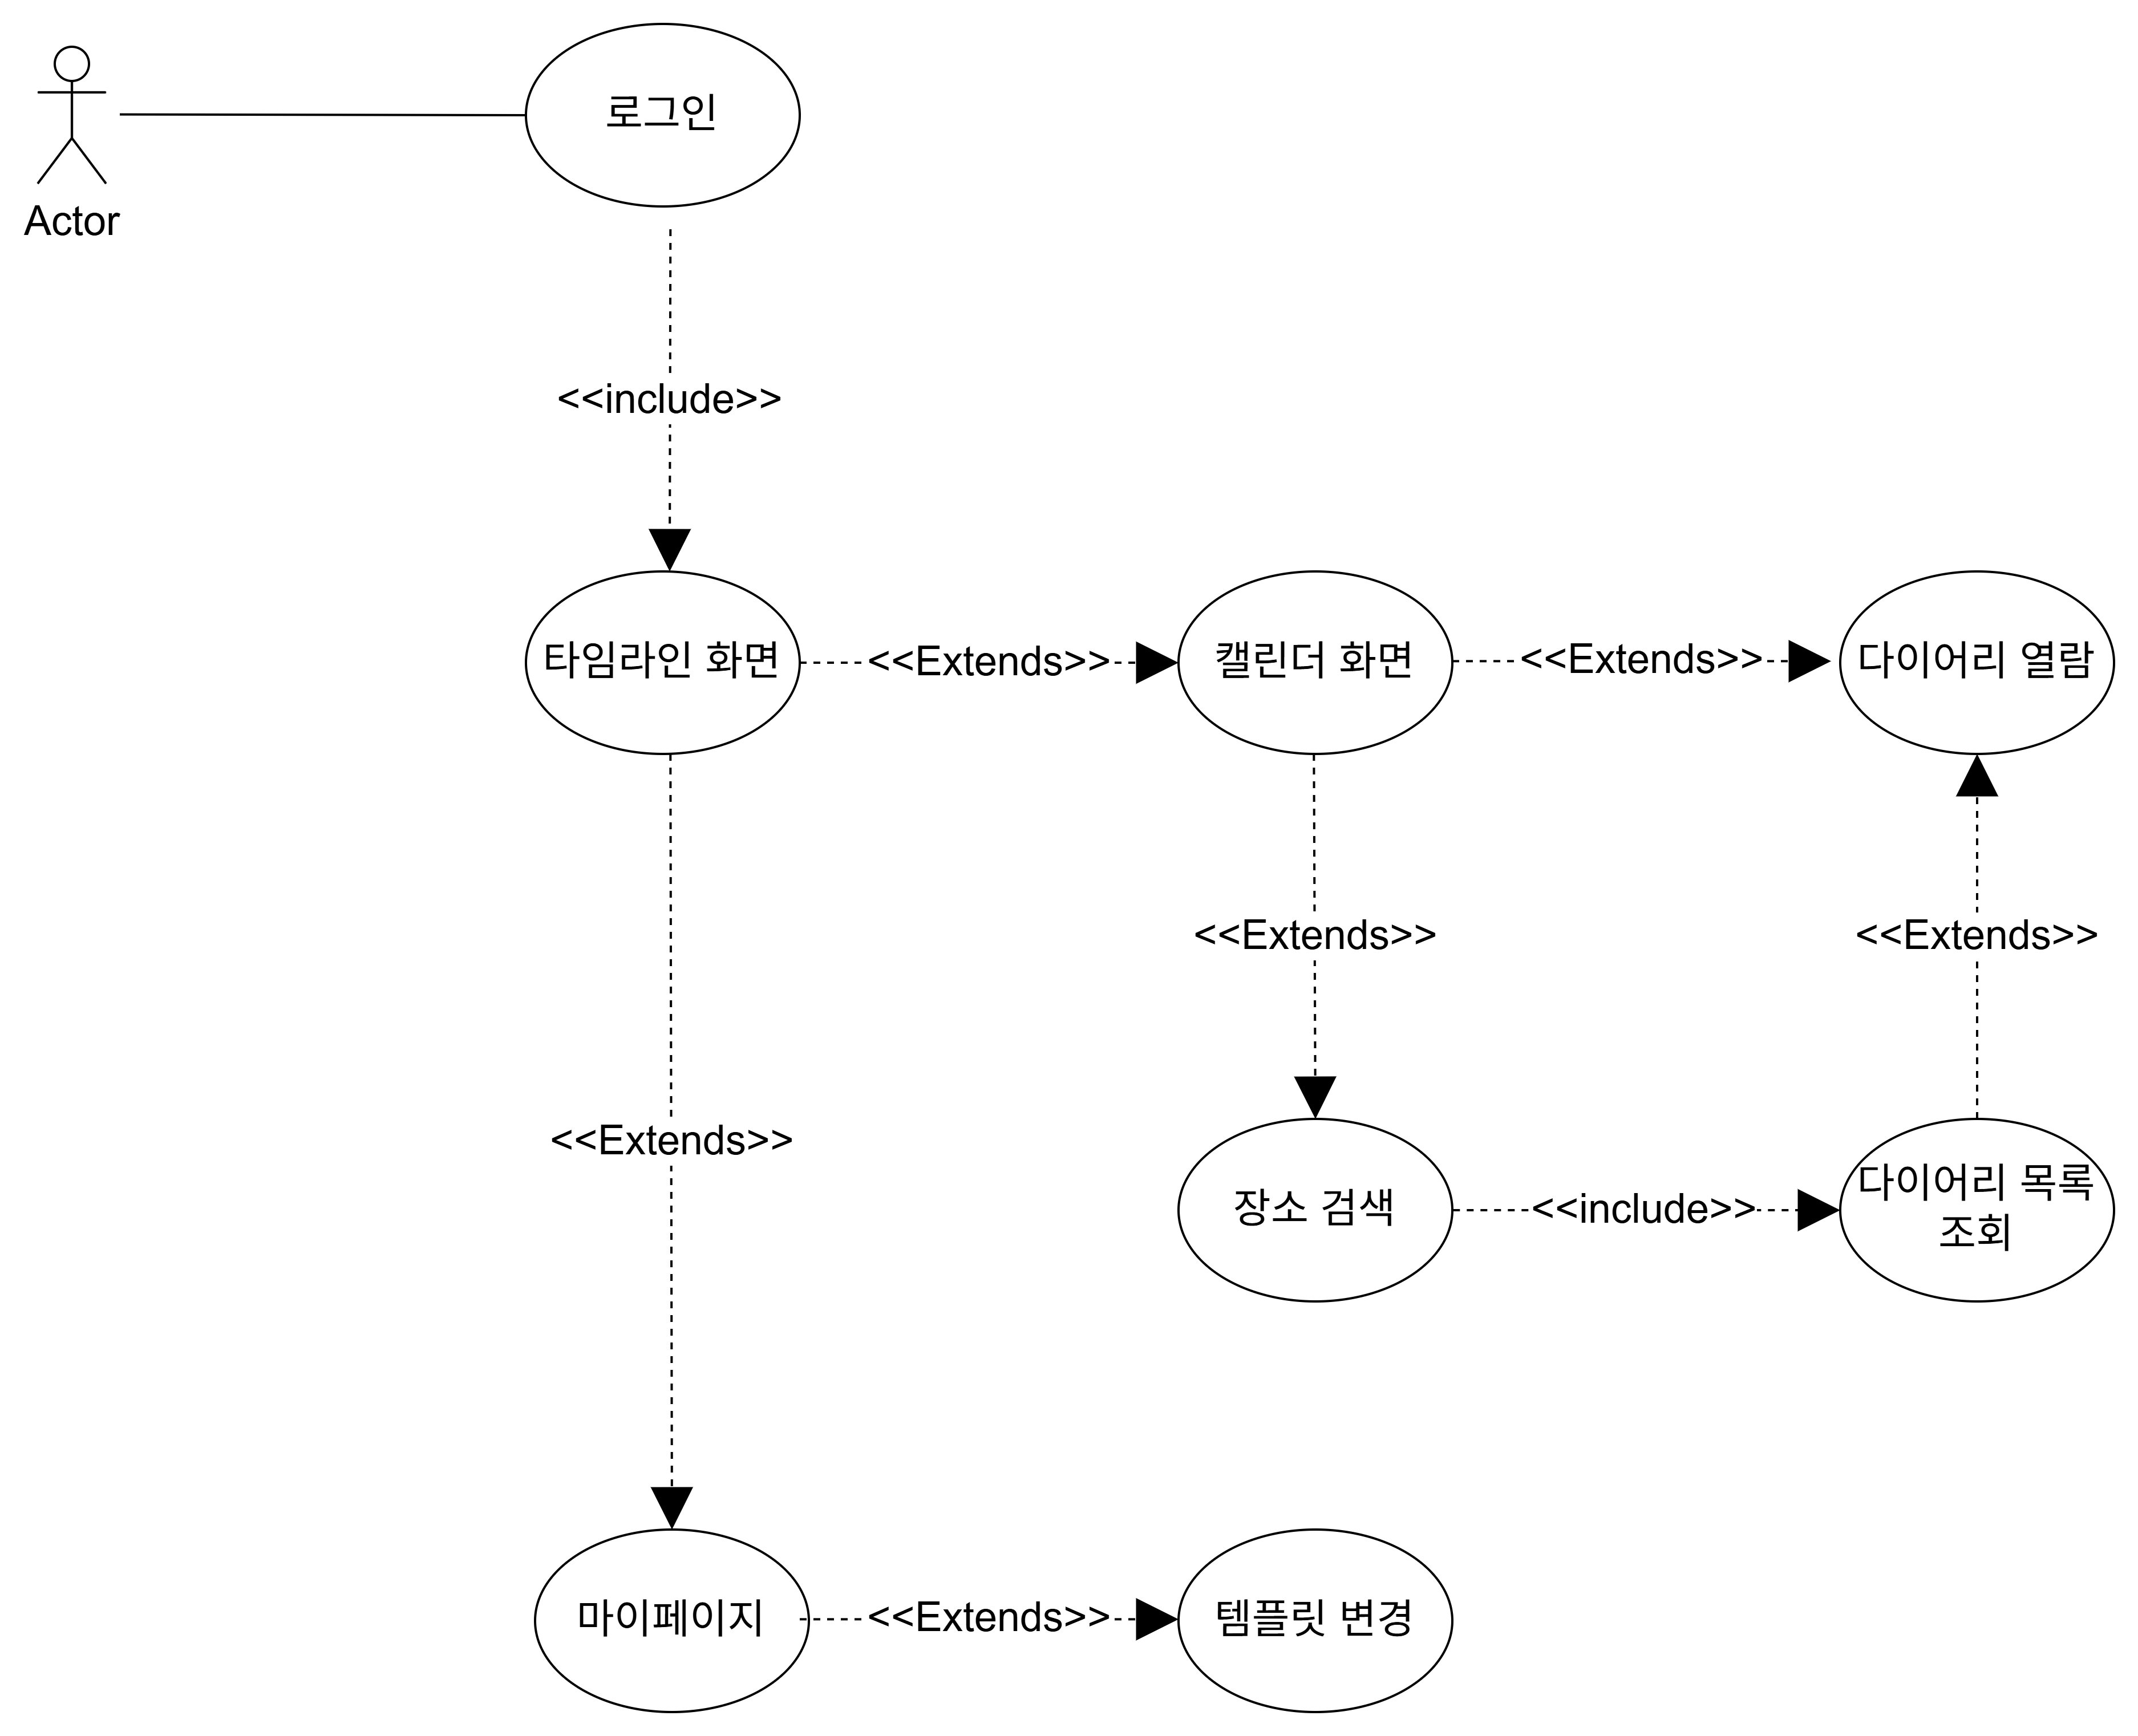 로그인
Actor
<<include>>
타임라인 화면
<<Extends>>
캘린더 화면
<<Extends>>
다이어리 열람
<<Extends>>
<<Extends>>
<<Extends>>
장소 검색
<<include>>
다이어리 목록
조회
마이페이지
<<Extends>>
템플릿 변경